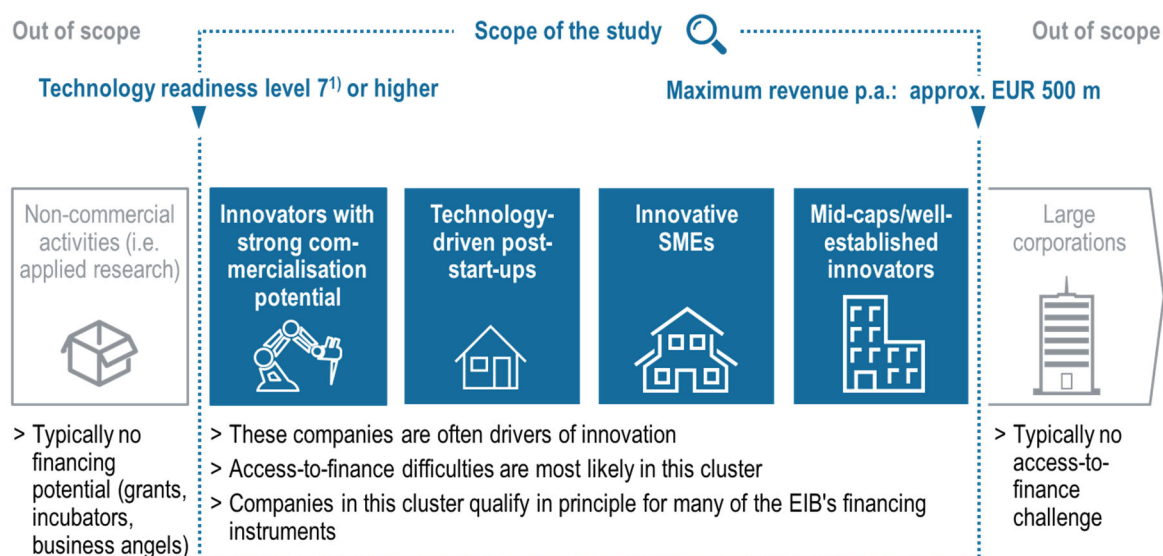 Out of scope
Scope of the study
Out of scope
Technology readiness level 7¹⁾ or higher
Maximum revenue p.a.: approx. EUR 500 m
Non-commercial
activities (i.e.
applied research)
Innovators with
strong com-
mercialisation
potential
Technology-
driven post-
start-ups
Innovative
SMEs
Mid-caps/well-
established
innovators
Large
corporations
> Typically no
financing
potential (grants,
incubators,
business angels)
> These companies are often drivers of innovation
> Access-to-finance difficulties are most likely in this cluster
> Companies in this cluster qualify in principle for many of the EIB's financing
instruments
> Typically no
access-to-
finance
challenge